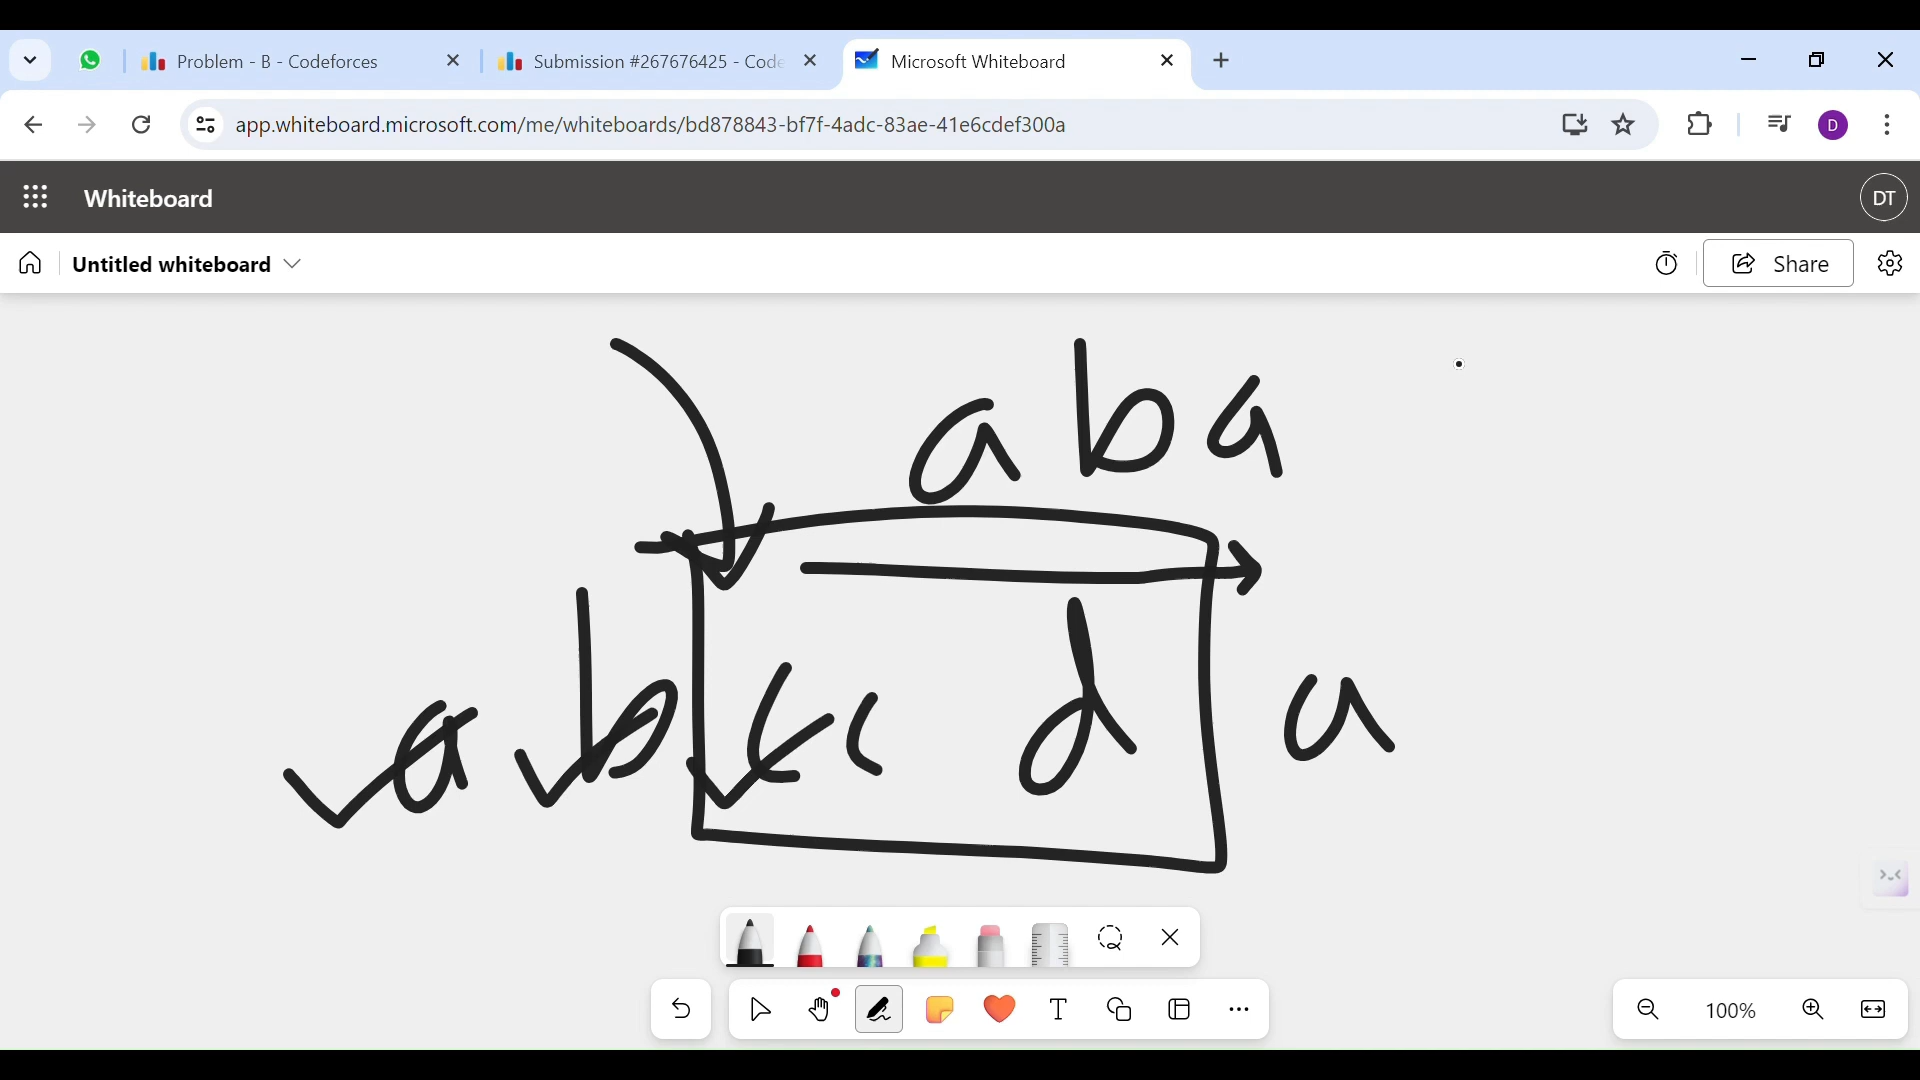 Problem - B - Codeforces
Submission #267676425 - Code
Microsoft Whiteboard
app.whiteboard.microsoft.com/me/whiteboards/bd878843-bf7f-4adc-83ae-41e6cdef300a
D
Whiteboard
DT
Untitled whiteboard
Share
a b a
a b c c d a
T
100%